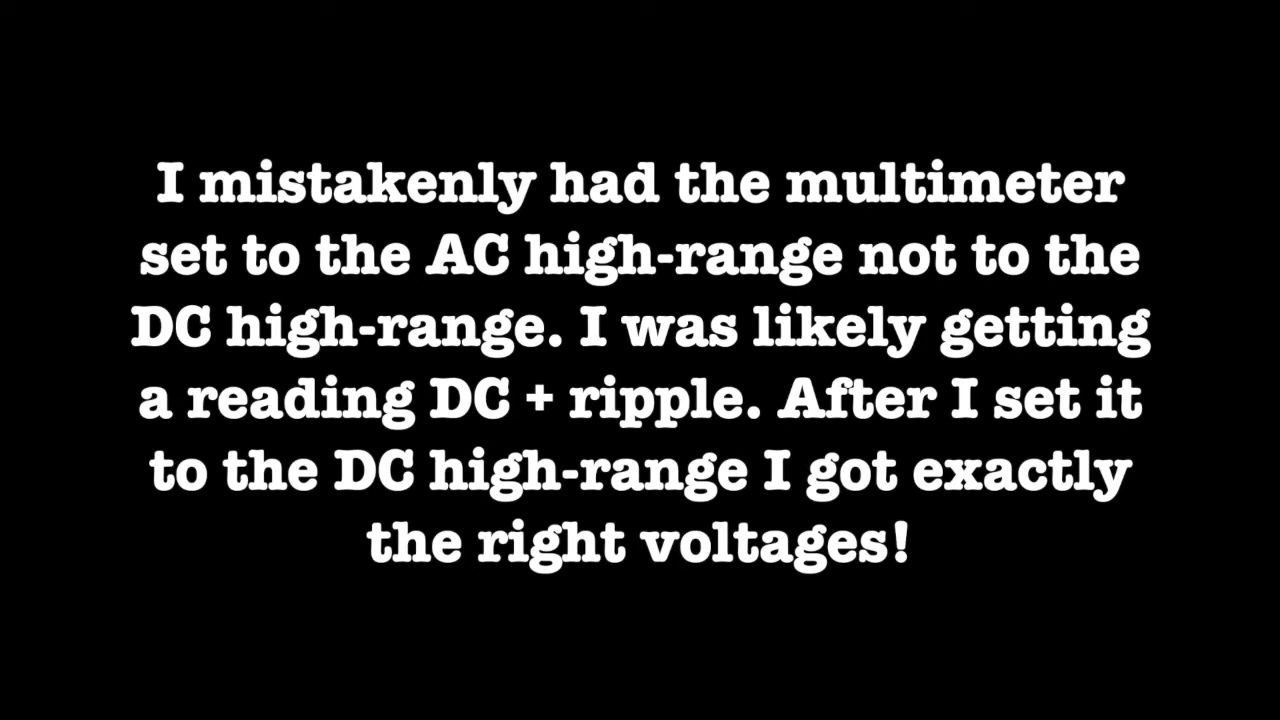 I mistakenly had the multimeter
set to the AC high-range not to the
DC high-range. I was likely getting
a reading DC + ripple. After I set it
to the DC high-range I got exactly
the right voltages!